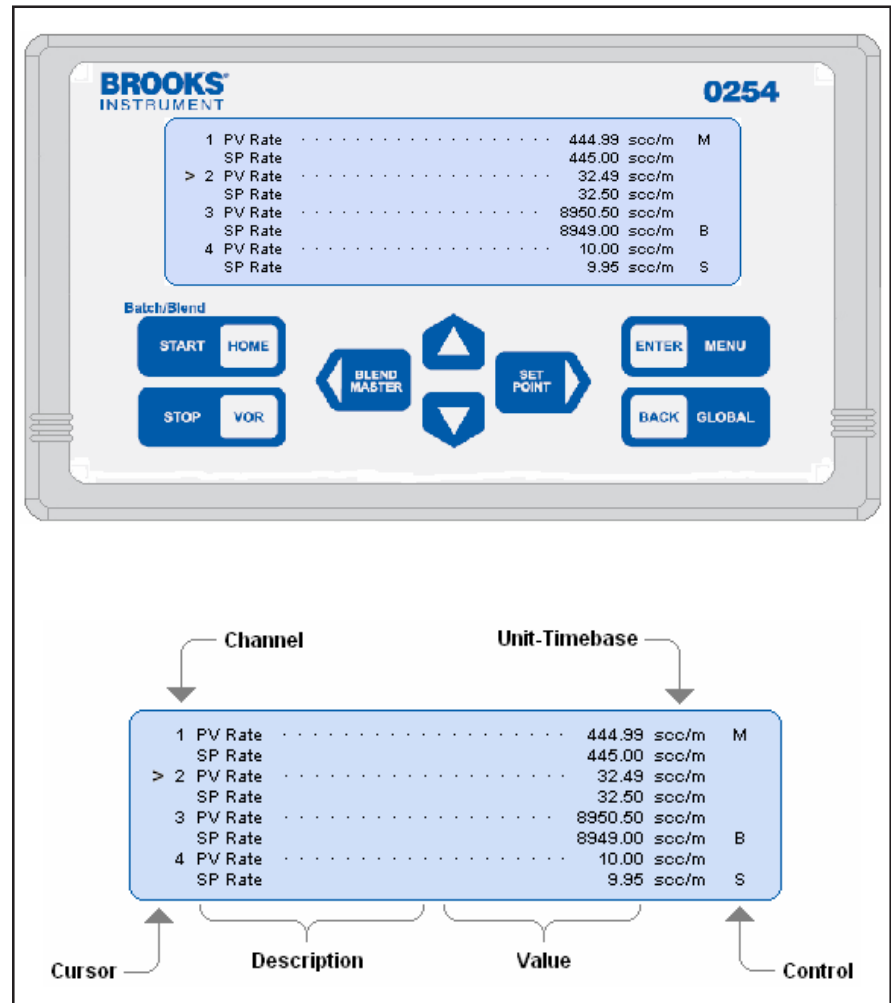 BROOKS®
INSTRUMENT
0254
1 PV Rate · · · · · · · · · · · · · · · · · · · 444.99 scc/m M
SP Rate 445.00 scc/m
> 2 PV Rate · · · · · · · · · · · · · · · · · · · 32.49 scc/m
SP Rate 32.50 scc/m
3 PV Rate · · · · · · · · · · · · · · · · · · 8950.50 scc/m
SP Rate 8949.00 scc/m B
4 PV Rate · · · · · · · · · · · · · · · · · · · 10.00 scc/m
SP Rate 9.95 scc/m S
Batch/Blend
START HOME
BLEND
MASTER
SET
POINT
ENTER MENU
STOP VOR
BACK GLOBAL
Channel Unit-Timebase
1 PV Rate · · · · · · · · · · · · · · · · · · · 444.99 scc/m M
SP Rate 445.00 scc/m
> 2 PV Rate · · · · · · · · · · · · · · · · · · · 32.49 scc/m
SP Rate 32.50 scc/m
3 PV Rate · · · · · · · · · · · · · · · · · · 8950.50 scc/m
SP Rate 8949.00 scc/m B
4 PV Rate · · · · · · · · · · · · · · · · · · · 10.00 scc/m
SP Rate 9.95 scc/m S
Cursor Description Value Control